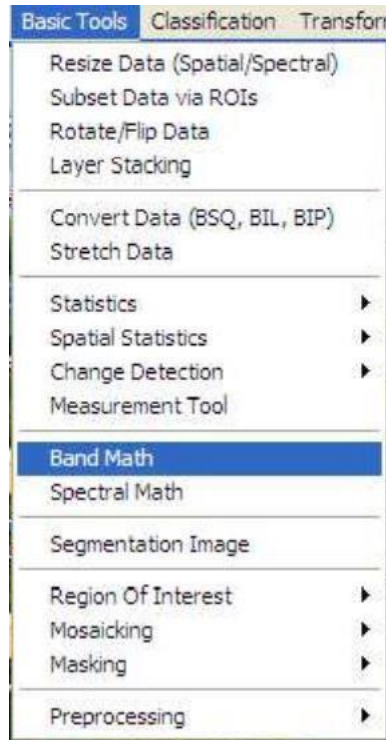 Basic Tools Classification Transfor
Resize Data (Spatial/Spectral)
Subset Data via ROIs
Rotate/Flip Data
Layer Stacking
Convert Data (BSQ, BIL, BIP)
Stretch Data
Statistics
Spatial Statistics
Change Detection
Measurement Tool
Band Math
Spectral Math
Segmentation Image
Region Of Interest
Mosaicking
Masking
Preprocessing